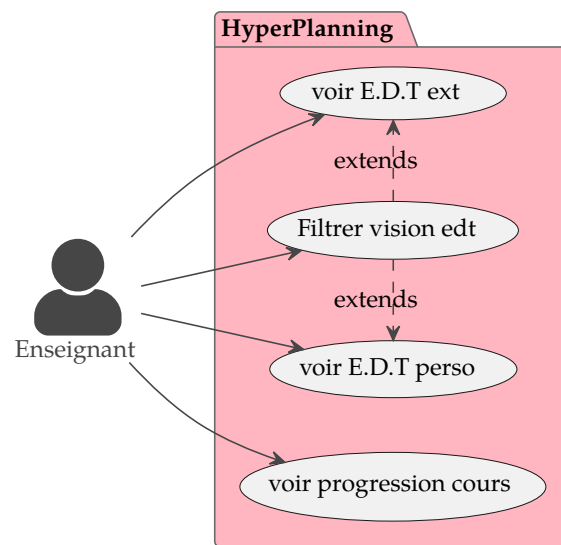 HyperPlanning
voir E.D.T ext
extends
Filtrer vision edt
extends
Enseignant
voir E.D.T perso
voir progression cours